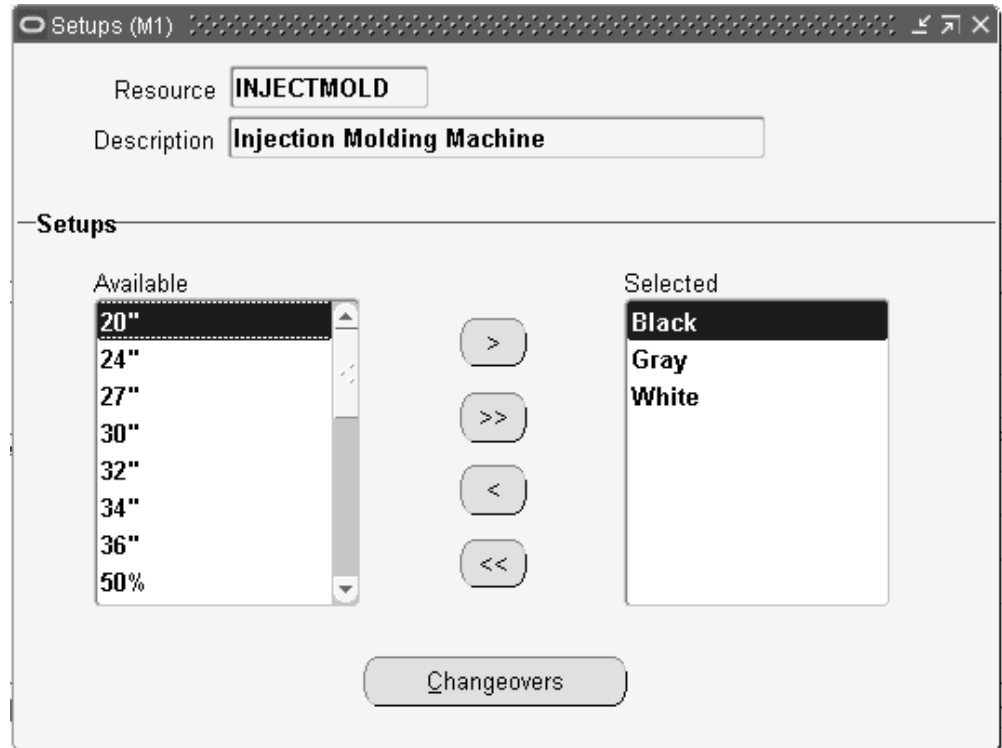 Setups (M1)
Resource INJECTMOLD
Description Injection Molding Machine
Setups
Available
20"
24"
27"
30"
32"
34"
36"
50%
>
>>
<
<<
Selected
Black
Gray
White
Changeovers